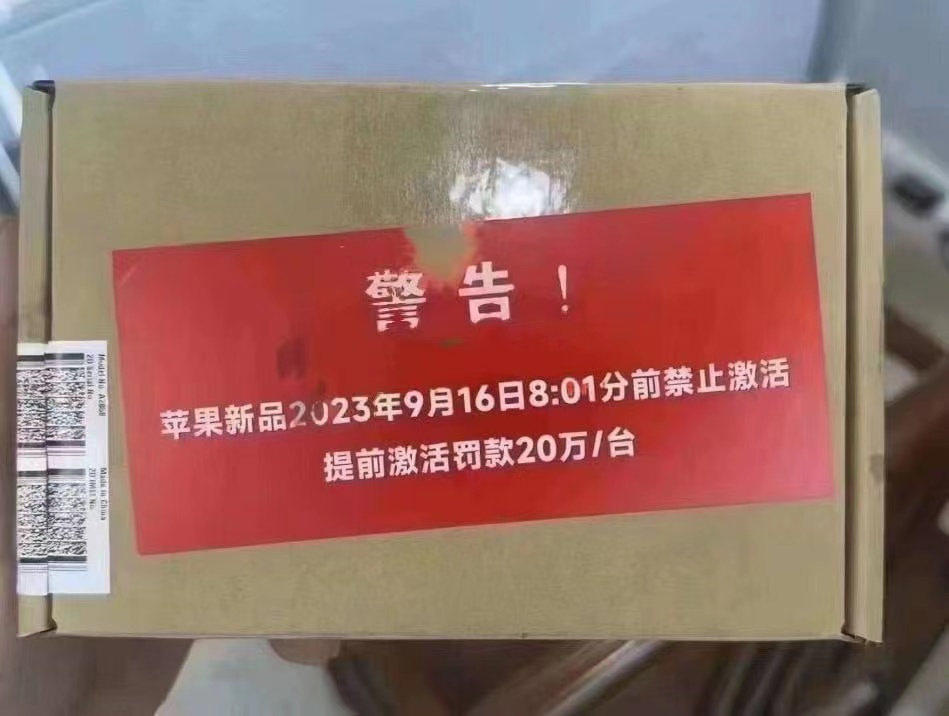 警告！
苹果新品2023年9月16日8:01分前禁止激活
提前激活罚款20万/台
Made in China